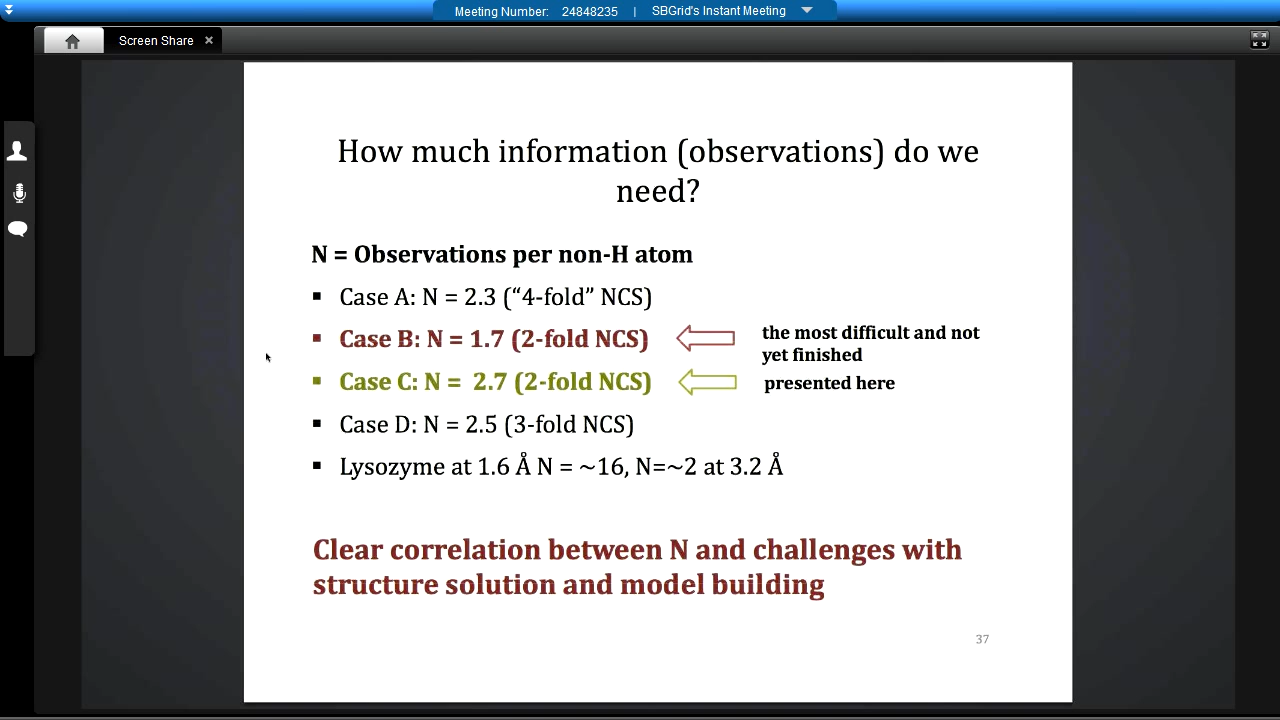 Meeting Number: 24848235 | SBGrid's Instant Meeting
Screen Share ×
How much information (observations) do we
need?
N = Observations per non-H atom
▪ Case A: N = 2.3 (“4-fold” NCS)
▪ Case B: N = 1.7 (2-fold NCS)
the most difficult and not
yet finished
▪ Case C: N = 2.7 (2-fold NCS)
presented here
▪ Case D: N = 2.5 (3-fold NCS)
▪ Lysozyme at 1.6 Å N = ~16, N=~2 at 3.2 Å
Clear correlation between N and challenges with
structure solution and model building
37